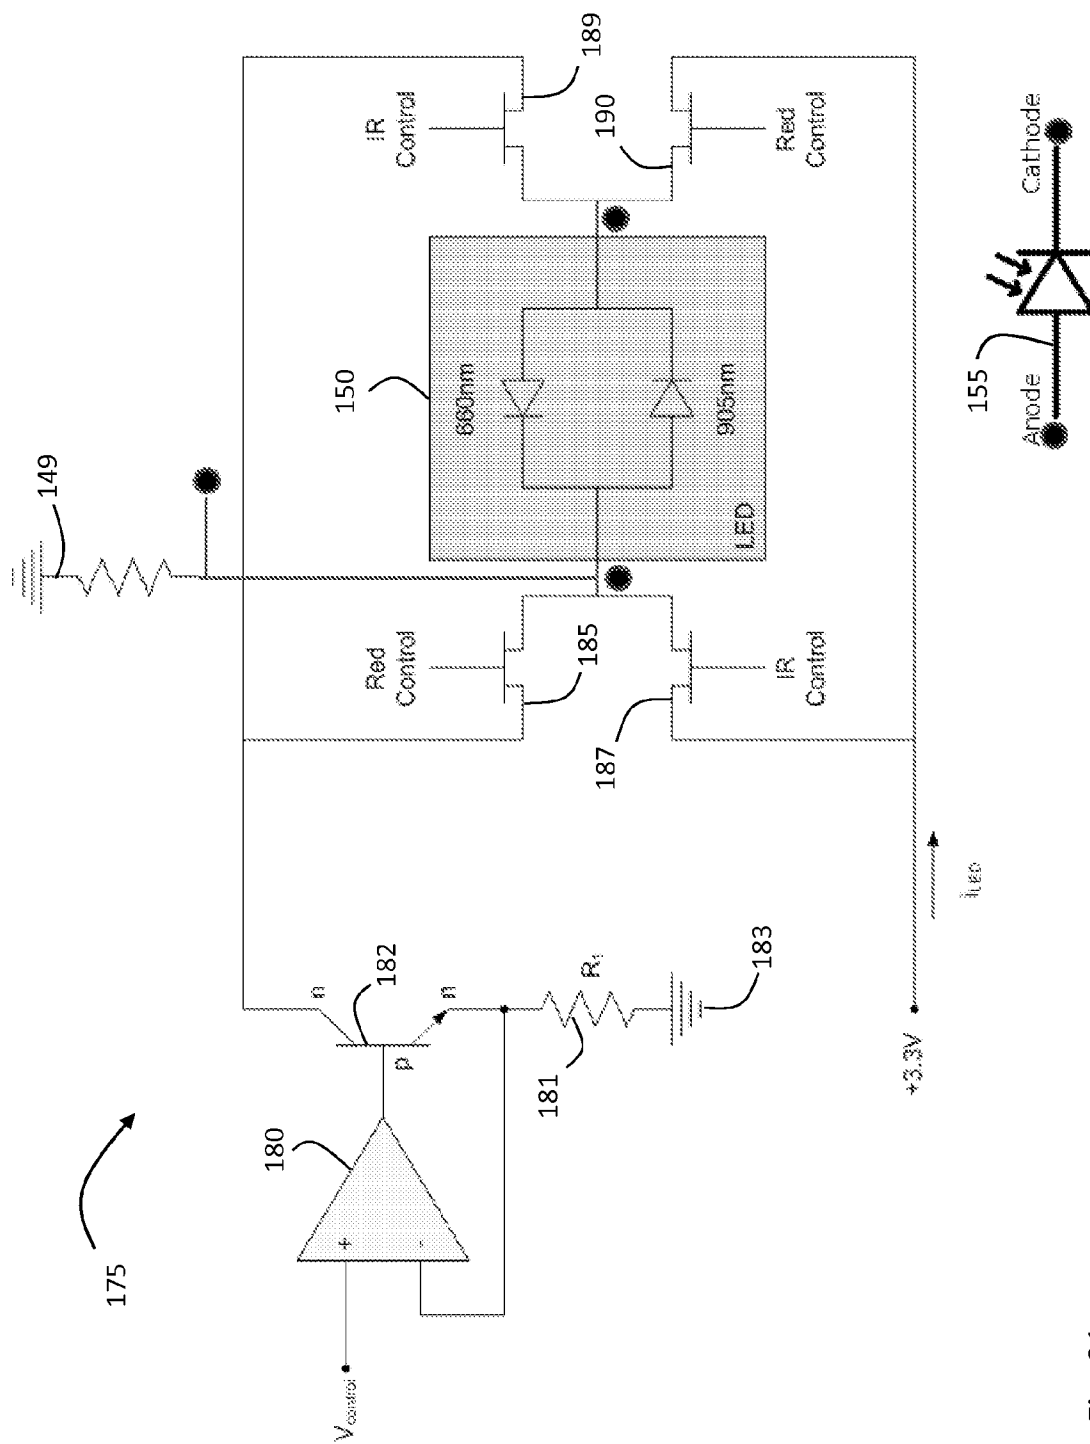 149
175
180
150
Vcontrol
+
-
n
p
n
182
Red
Control
IR
Control
660nm
181
R1
185
189
187
190
905nm
LED
183
IR
Control
Red
Control
+3.3V
iLED
155
Anode
Cathode